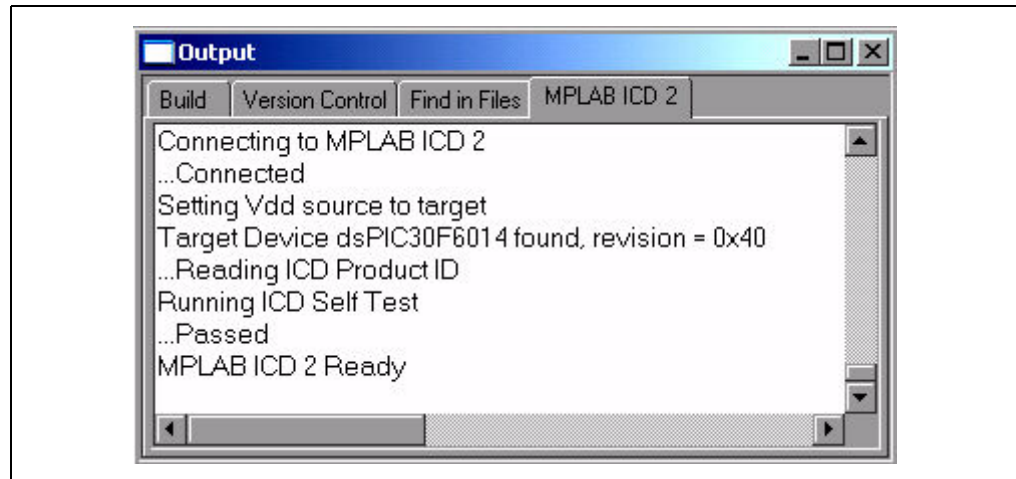 Output
Build Version Control Find in Files MPLAB ICD 2
Connecting to MPLAB ICD 2
...Connected
Setting Vdd source to target
Target Device dsPIC30F6014 found, revision = 0x40
...Reading ICD Product ID
Running ICD Self Test
...Passed
MPLAB ICD 2 Ready